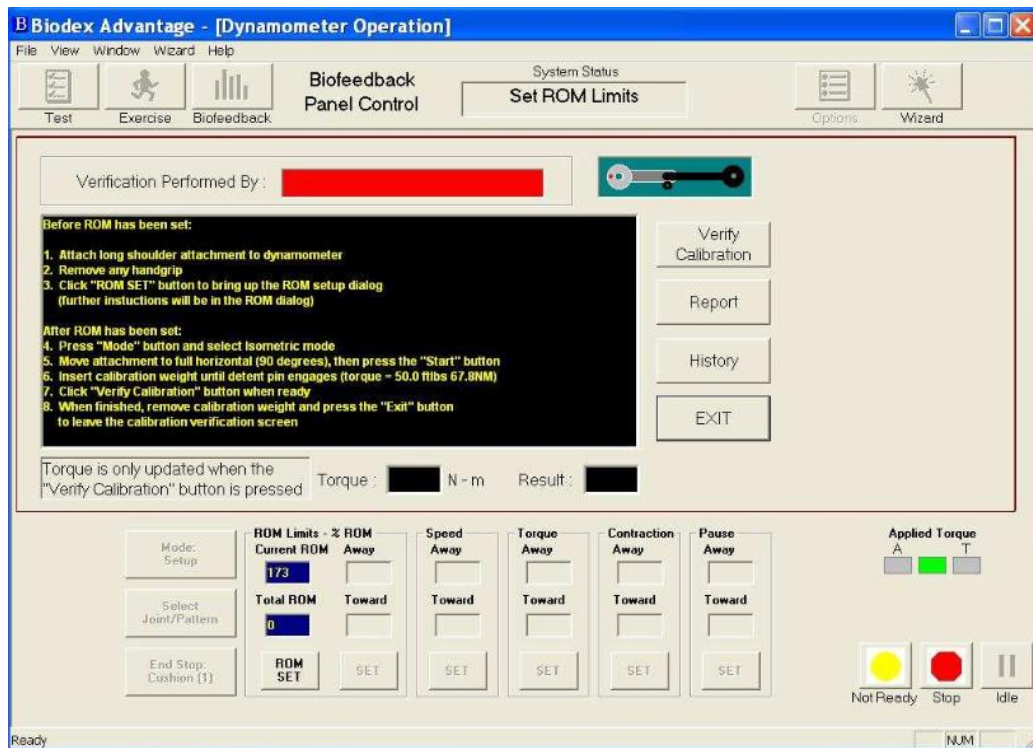 Biodex Advantage - [Dynamometer Operation]
File View Window Wizard Help
Test
Exercise
Biofeedback
Biofeedback
Panel Control
System Status
Set ROM Limits
Options
Wizard
Verification Performed By :
Before ROM has been set:
1. Attach long shoulder attachment to dynamometer
2. Remove any handgrip
3. Click "ROM SET" button to bring up the ROM setup dialog
(further instuctions will be in the ROM dialog)
After ROM has been set:
4. Press "Mode" button and select Isometric mode
5. Move attachment to full horizontal (90 degrees), then press the "Start" button
6. Insert calibration weight until detent pin engages (torque = 50.0 ftlbs 67.8NM)
7. Click "Verify Calibration" button when ready
8. When finished, remove calibration weight and press the "Exit" button
to leave the calibration verification screen
Verify
Calibration
Report
History
EXIT
Torque is only updated when the
"Verify Calibration" button is pressed
Torque : N - m Result :
Mode:
Setup
Select
Joint/Pattern
End Stop:
Cushion (1)
ROM Limits - % ROM
Current ROM Away
173
Total ROM Toward
0
ROM
SET
SET
Speed
Away
Toward
SET
Torque
Away
Toward
SET
Contraction
Away
Toward
SET
Pause
Away
Toward
SET
Applied Torque
A T
Not Ready Stop Idle
Ready NUM